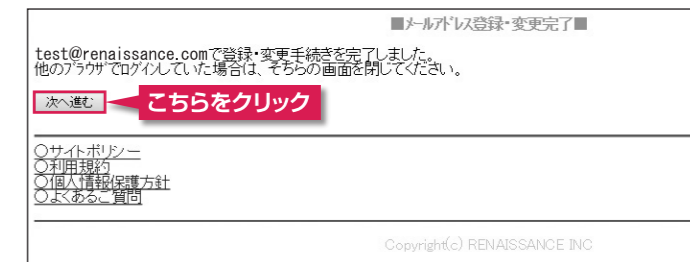 ■メールアドレス登録・変更完了■
test@renaissance.comで登録・変更手続きを完了しました。
他のブラウザでログインしていた場合は、そちらの画面を閉じてください。
次へ進む
こちらをクリック
○サイトポリシー
○利用規約
○個人情報保護方針
○よくあるご質問
Copyright(c) RENAISSANCE INC